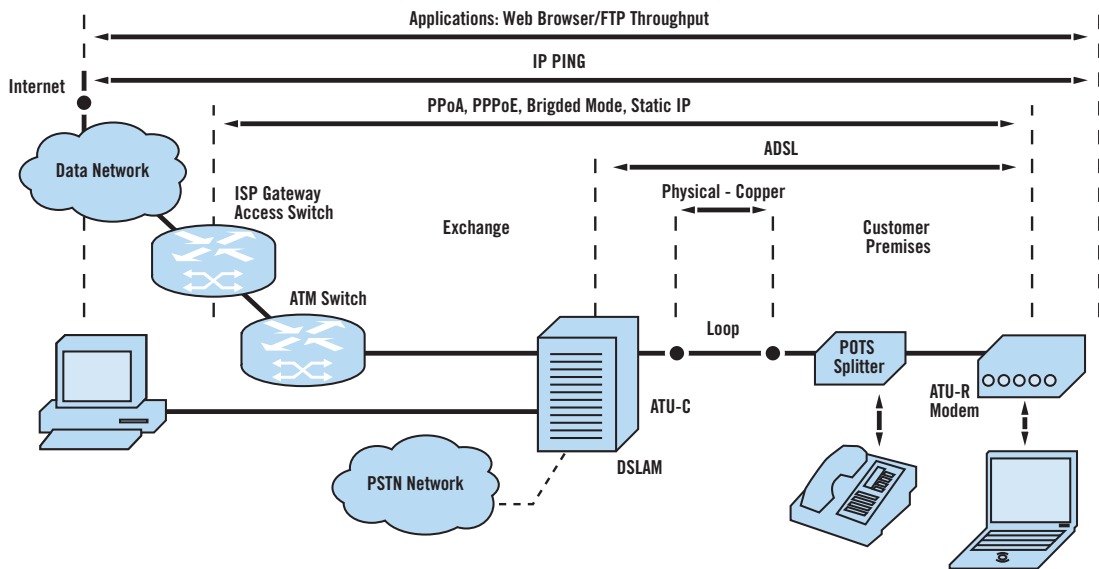 Applications: Web Browser/FTP Throughput
IP PING
Internet
PPoA, PPPoE, Brigded Mode, Static IP
Data Network
ADSL
ISP Gateway
Access Switch
Physical - Copper
Exchange
Customer
Premises
ATM Switch
Loop
POTS
Splitter
ATU-C
ATU-R
Modem
DSLAM
PSTN Network